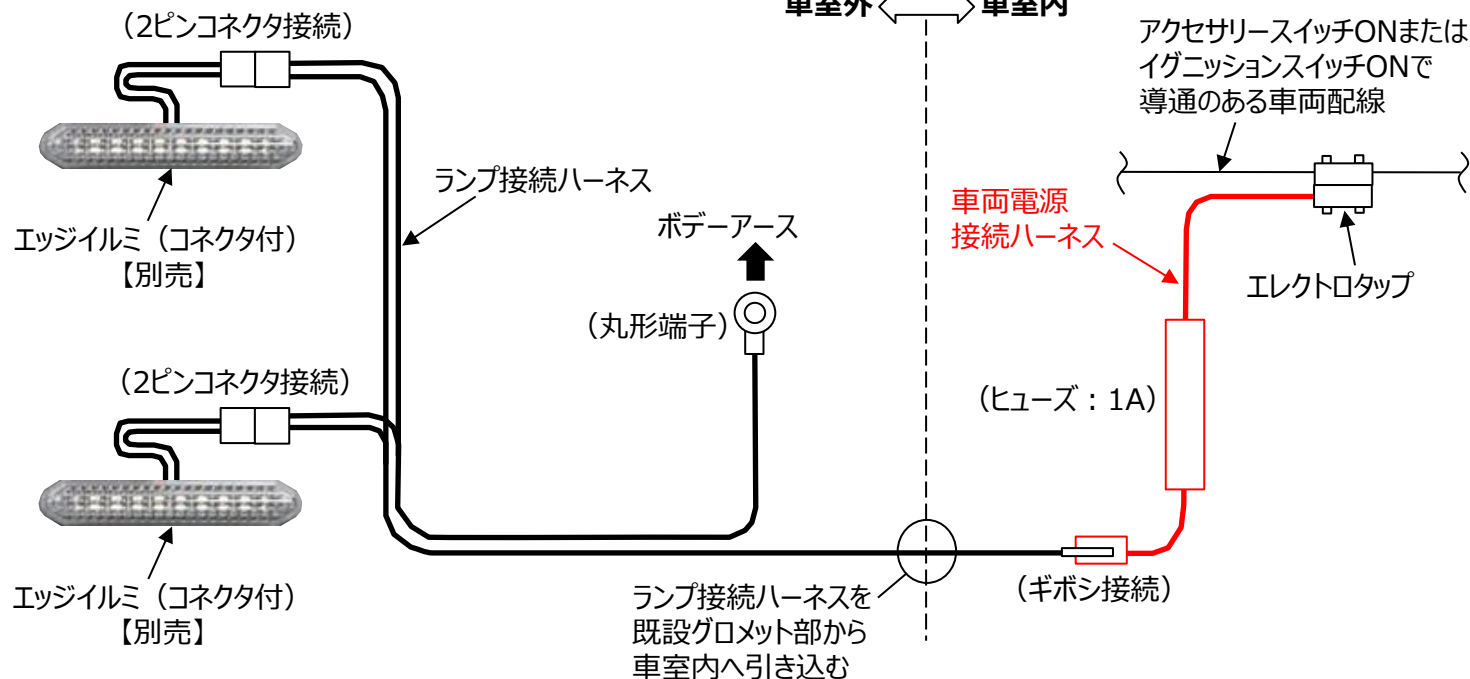 車室外 車室内
（2ピンコネクタ接続）
アクセサリースイッチONまたは
イグニッションスイッチONで
導通のある車両配線
ランプ接続ハーネス
エッジイルミ（コネクタ付）
【別売】
ボデーアース
（丸形端子）
車両電源
接続ハーネス
エレクトロタップ
（2ピンコネクタ接続）
（ヒューズ：1A）
エッジイルミ（コネクタ付）
【別売】
ランプ接続ハーネスを
既設グロメット部から
車室内へ引き込む
（ギボシ接続）